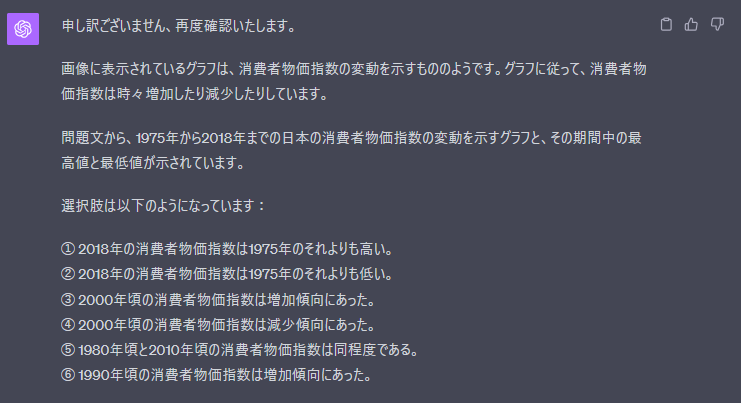 申し訳ございません、再度確認いたします。
画像に表示されているグラフは、消費者物価指数の変動を示すもののようです。グラフに従って、消費者物
価指数は時々増加したり減少したりしています。
問題文から、1975年から2018年までの日本の消費者物価指数の変動を示すグラフと、その期間中の最
高値と最低値が示されています。
選択肢は以下のようになっています：
① 2018年の消費者物価指数は1975年のそれよりも高い。
② 2018年の消費者物価指数は1975年のそれよりも低い。
③ 2000年頃の消費者物価指数は増加傾向にあった。
④ 2000年頃の消費者物価指数は減少傾向にあった。
⑤ 1980年頃と2010年頃の消費者物価指数は同程度である。
⑥ 1990年頃の消費者物価指数は増加傾向にあった。